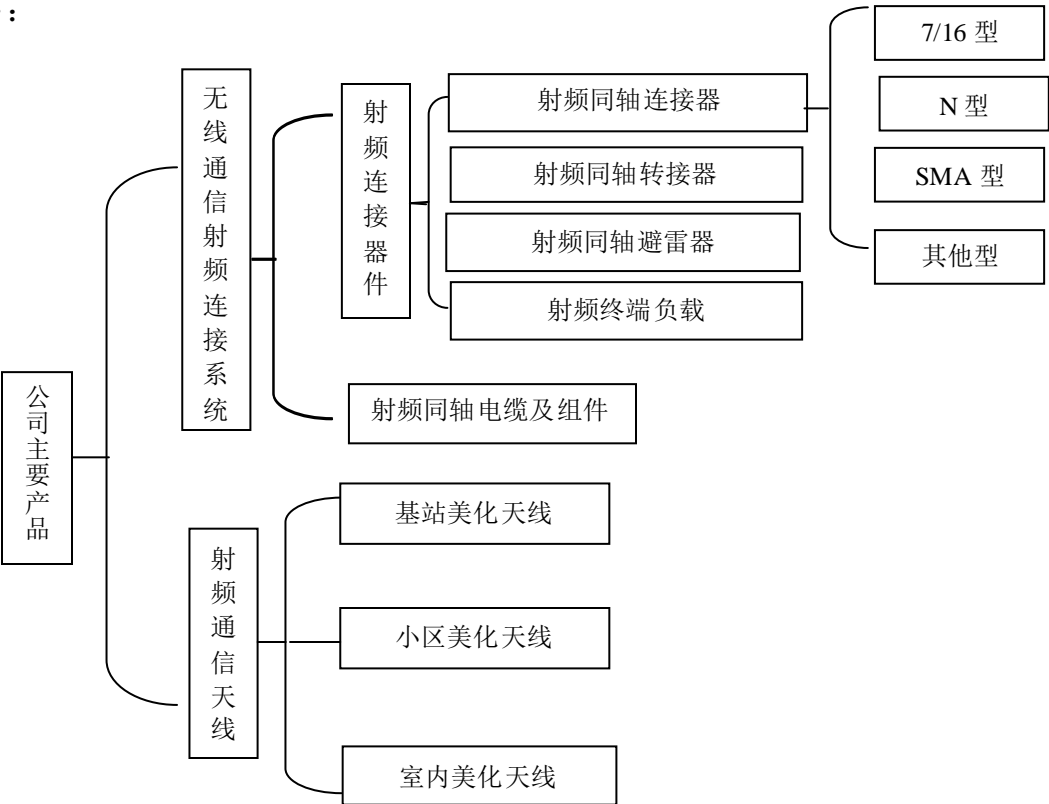 ：
公司主要产品
无线通信射频连接系统
射频连接器件
射频同轴连接器
7/16 型
N 型
SMA 型
其他型
射频同轴转接器
射频同轴避雷器
射频终端负载
射频同轴电缆及组件
射频通信天线
基站美化天线
小区美化天线
室内美化天线